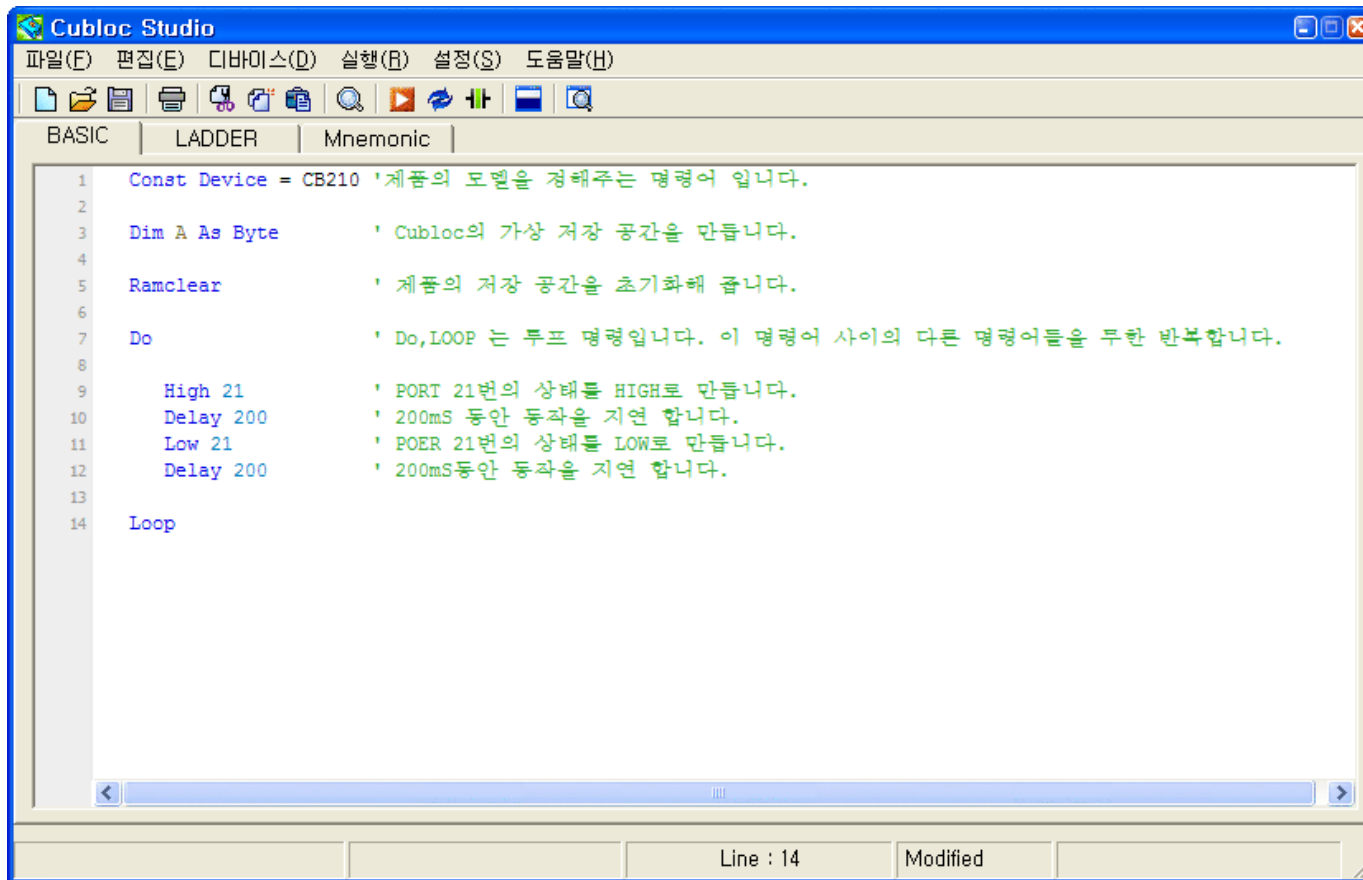 Cubloc Studio
파일(F) 편집(E) 디바이스(D) 실행(R) 설정(S) 도움말(H)
BASIC LADDER Mnemonic
1 Const Device = CB210 '제품의 모델을 정해주는 명령어 입니다.
2
3 Dim A As Byte ' Cubloc의 가상 저장 공간을 만듭니다.
4
5 Ramclear ' 제품의 저장 공간을 초기화해 줍니다.
6
7 Do ' Do,LOOP 는 루프 명령입니다. 이 명령어 사이의 다른 명령어들을 무한 반복합니다.
8
9 High 21 ' PORT 21번의 상태를 HIGH로 만듭니다.
10 Delay 200 ' 200mS 동안 동작을 지연 합니다.
11 Low 21 ' POER 21번의 상태를 LOW로 만듭니다.
12 Delay 200 ' 200mS동안 동작을 지연 합니다.
13
14 Loop
Line : 14 Modified